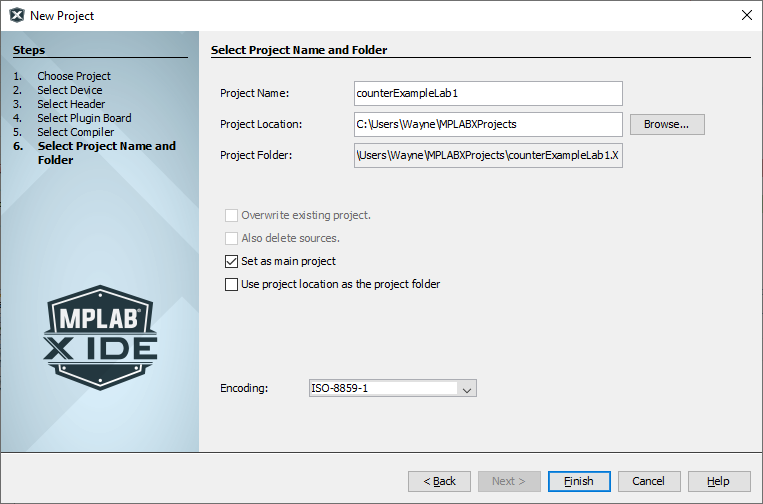 New Project
Steps
1. Choose Project
2. Select Device
3. Select Header
4. Select Plugin Board
5. Select Compiler
6. Select Project Name and
Folder
MPLAB®
X IDE
Select Project Name and Folder
Project Name: counterExampleLab1
Project Location: C:\Users\Wayne\MPLABXProjects Browse...
Project Folder: \Users\Wayne\MPLABXProjects\counterExampleLab1.X
Overwrite existing project.
Also delete sources.
Set as main project
Use project location as the project folder
Encoding: ISO-8859-1
< Back Next > Finish Cancel Help